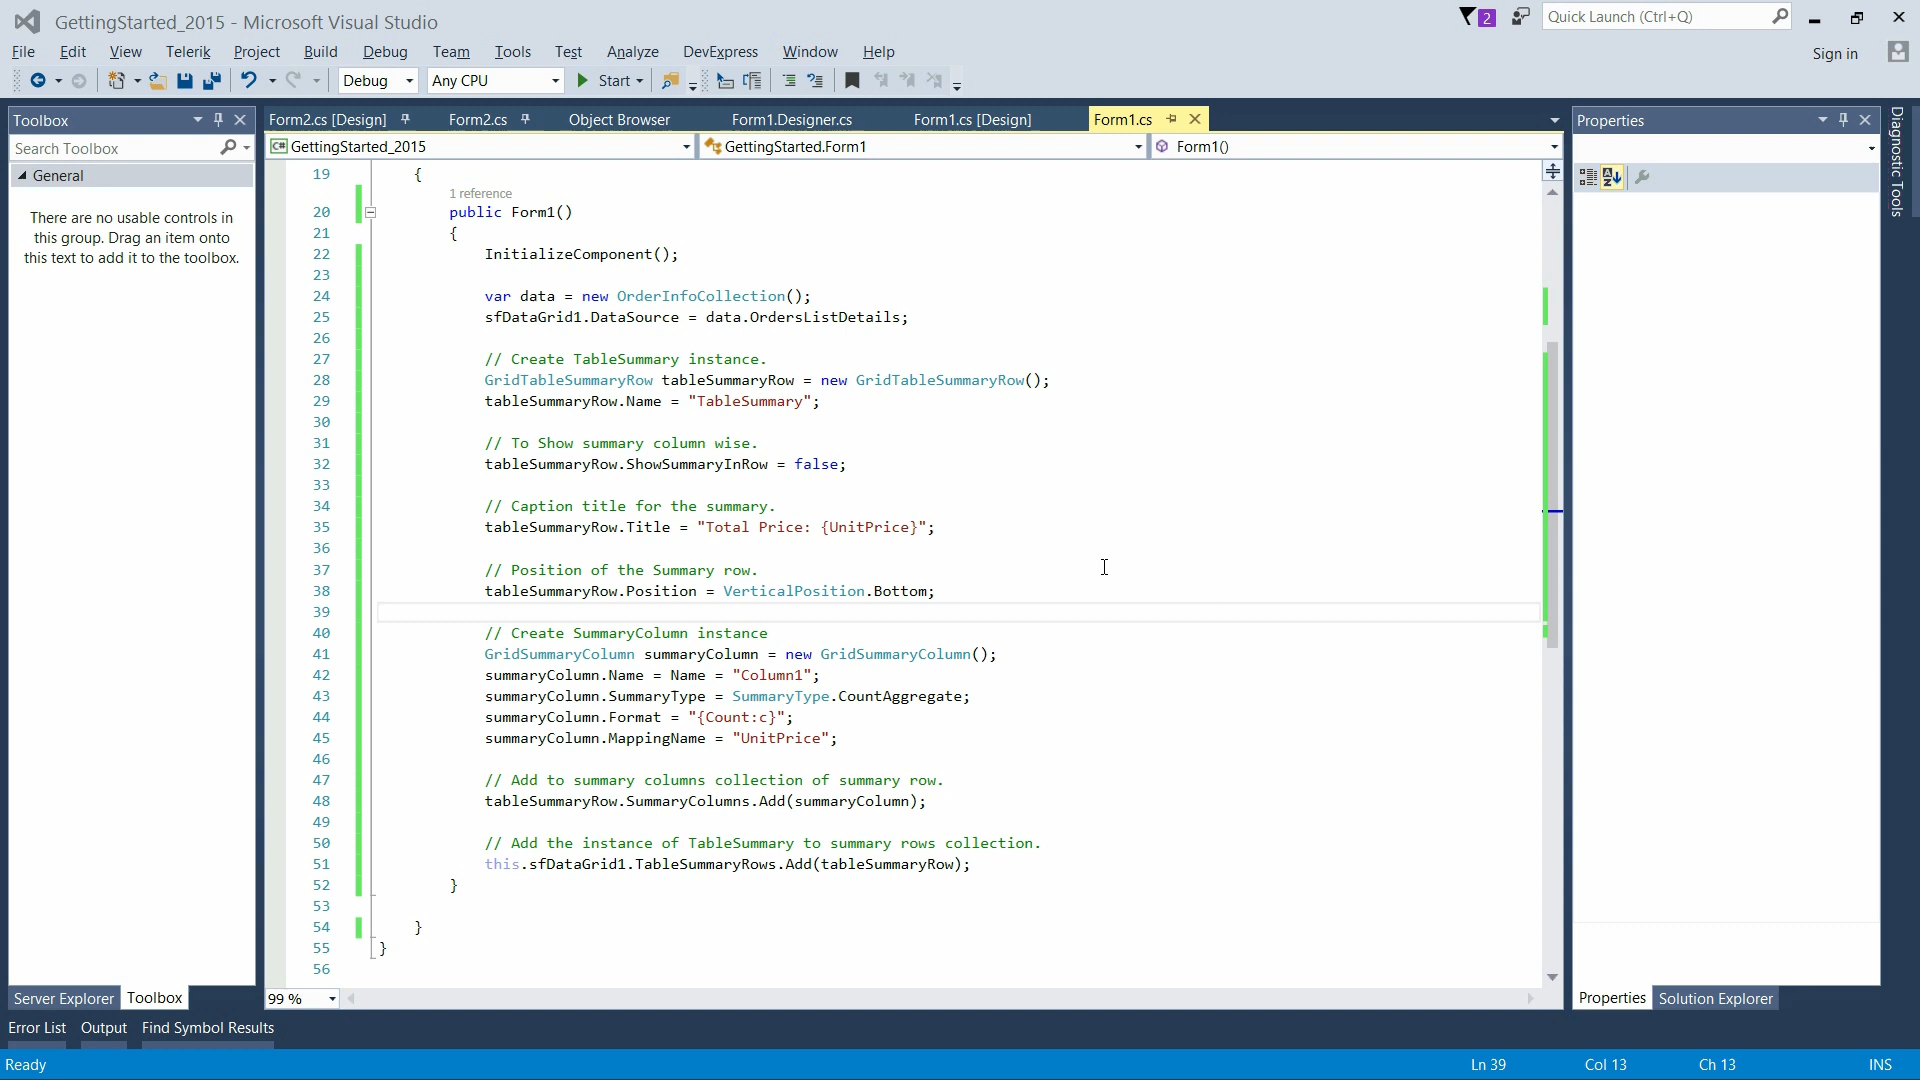 GettingStarted_2015 - Microsoft Visual Studio
2
Quick Launch (Ctrl+Q)
File Edit View Telerik Project Build Debug Team Tools Test Analyze DevExpress Window Help
Sign in
Debug Any CPU Start
Toolbox
Form2.cs [Design] Form2.cs Object Browser Form1.Designer.cs Form1.cs [Design] Form1.cs
Properties
Diagnostic Tools
Search Toolbox
C# GettingStarted_2015 GettingStarted.Form1 Form1()
General
There are no usable controls in
this group. Drag an item onto
this text to add it to the toolbox.
19 {
1 reference
20 public Form1()
21 {
22 InitializeComponent();
23
24 var data = new OrderInfoCollection();
25 sfDataGrid1.DataSource = data.OrdersListDetails;
26
27 // Create TableSummary instance.
28 GridTableSummaryRow tableSummaryRow = new GridTableSummaryRow();
29 tableSummaryRow.Name = "TableSummary";
30
31 // To Show summary column wise.
32 tableSummaryRow.ShowSummaryInRow = false;
33
34 // Caption title for the summary.
35 tableSummaryRow.Title = "Total Price: {UnitPrice}";
36
37 // Position of the Summary row.
38 tableSummaryRow.Position = VerticalPosition.Bottom;
39
40 // Create SummaryColumn instance
41 GridSummaryColumn summaryColumn = new GridSummaryColumn();
42 summaryColumn.Name = Name = "Column1";
43 summaryColumn.SummaryType = SummaryType.CountAggregate;
44 summaryColumn.Format = "{Count:c}";
45 summaryColumn.MappingName = "UnitPrice";
46
47 // Add to summary columns collection of summary row.
48 tableSummaryRow.SummaryColumns.Add(summaryColumn);
49
50 // Add the instance of TableSummary to summary rows collection.
51 this.sfDataGrid1.TableSummaryRows.Add(tableSummaryRow);
52 }
53
54 }
55 }
56
99 %
Server Explorer Toolbox
Properties Solution Explorer
Error List Output Find Symbol Results
Ready Ln 39 Col 13 Ch 13 INS